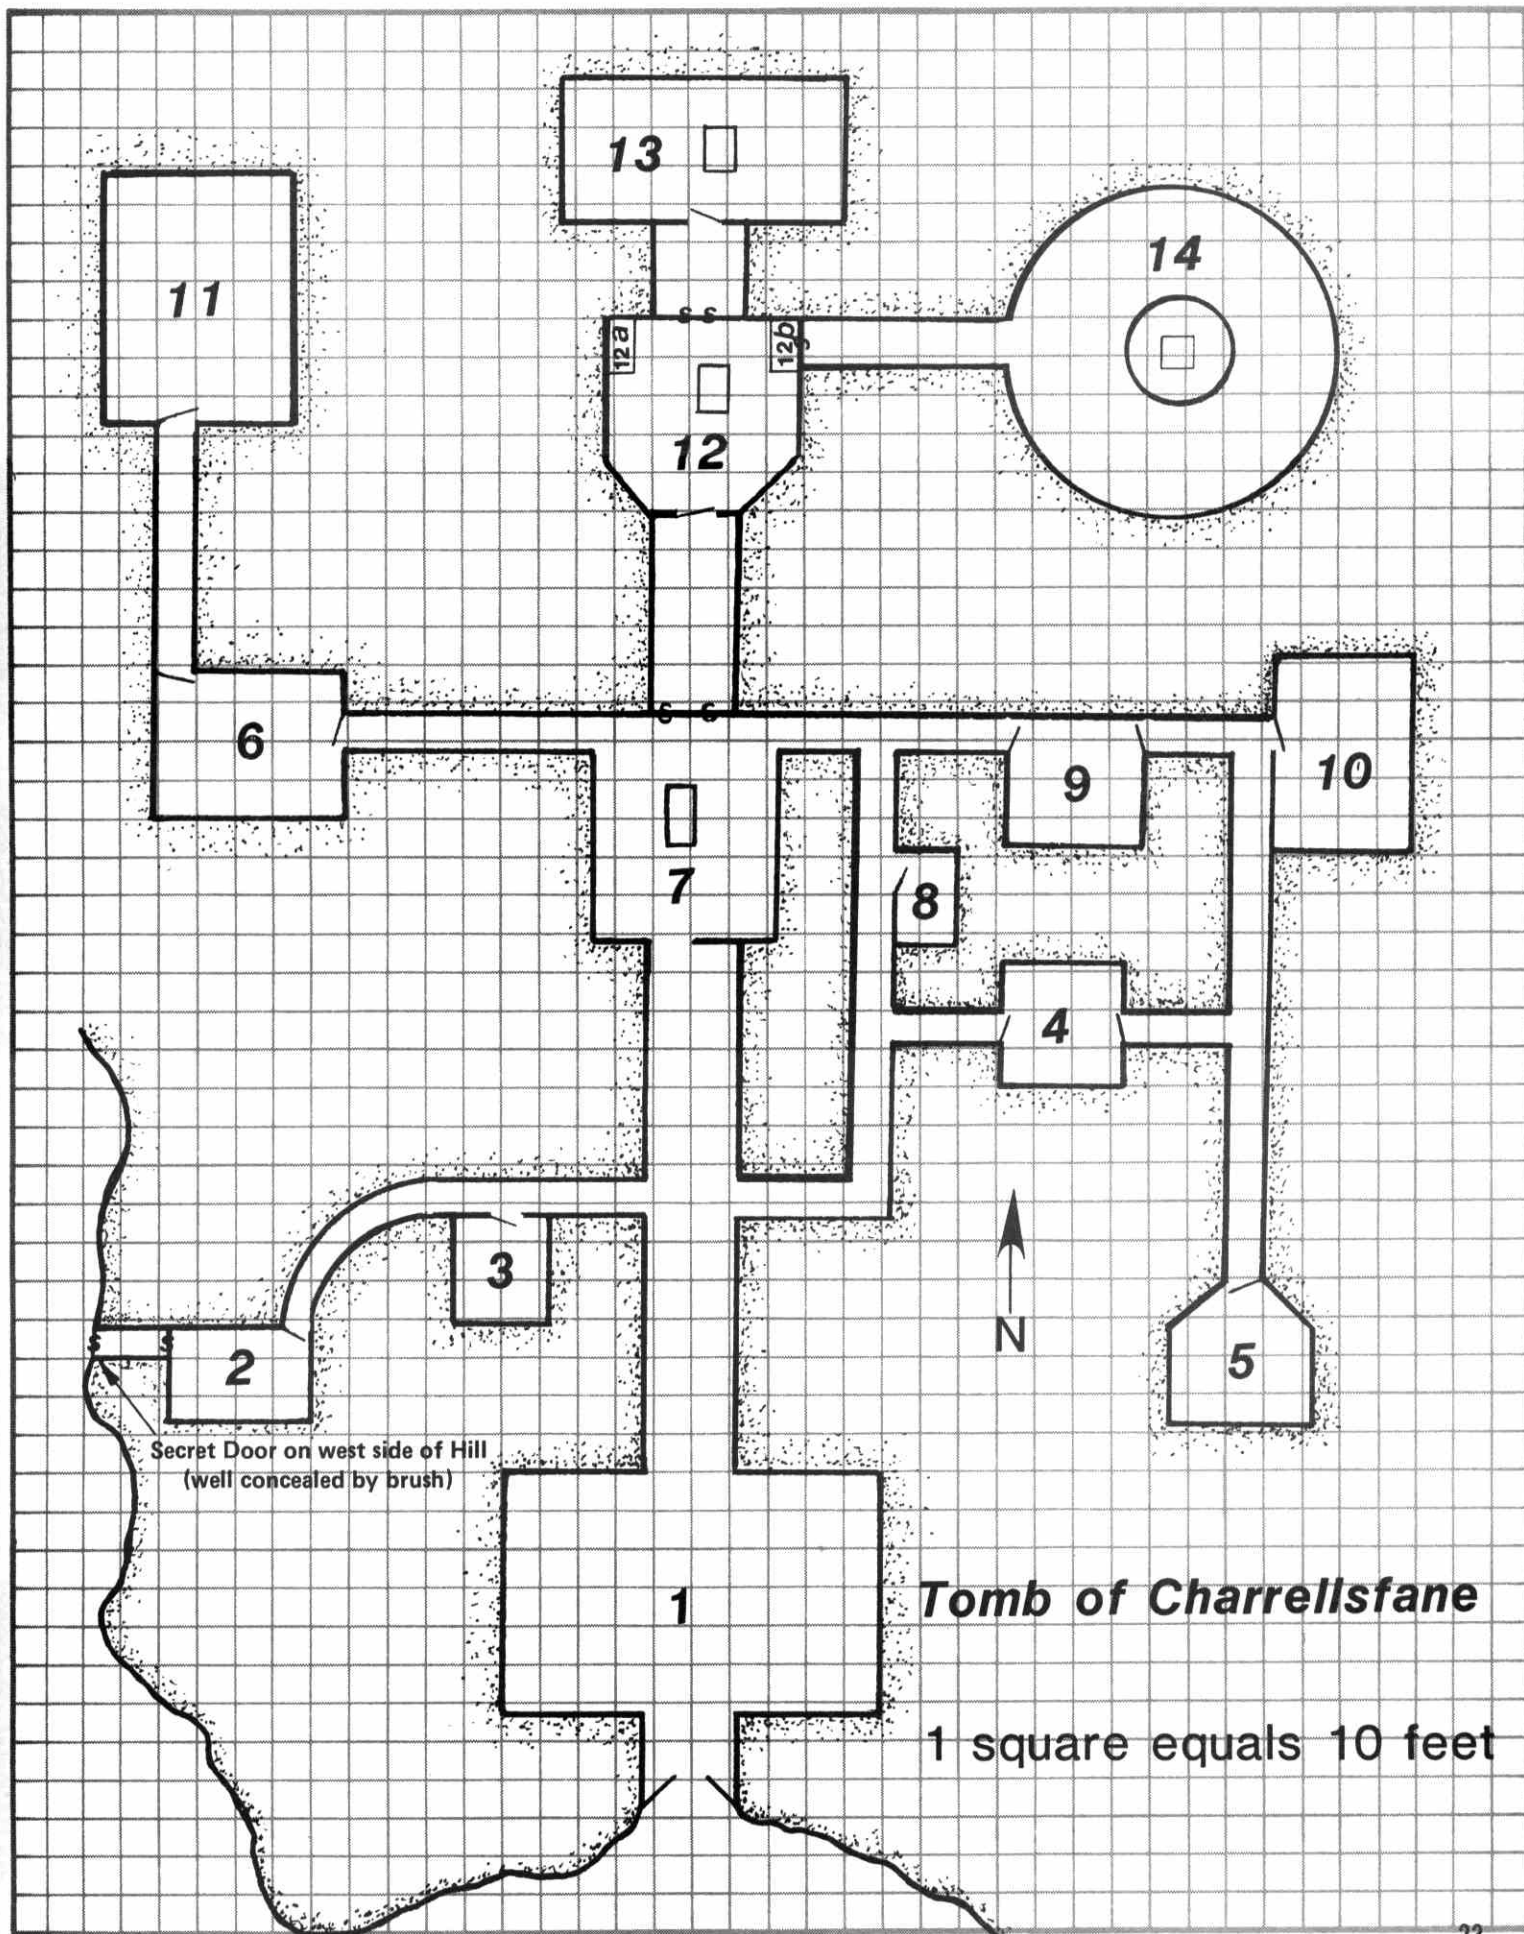 13
14
11
S S
12a
12b
S
12
S S
6
10
9
7
8
4
3
N
S S
2
5
Secret Door on west side of Hill
(well concealed by brush)
1
Tomb of Charrellsfane
1 square equals 10 feet